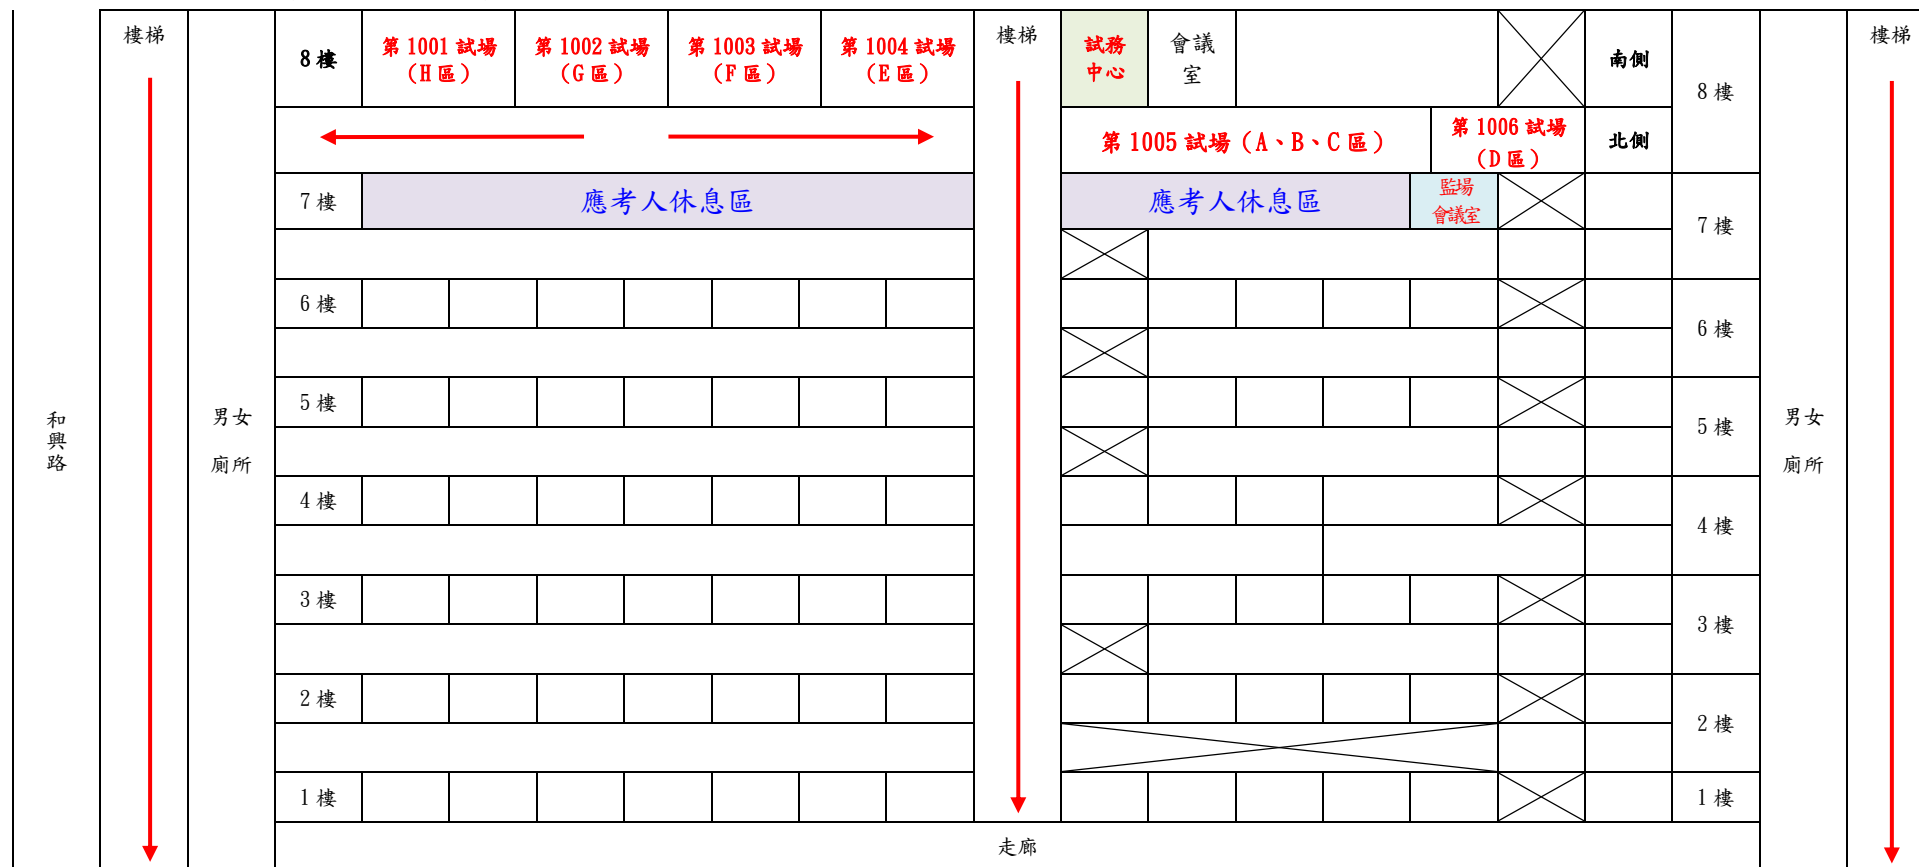 樓梯
8 樓
第 1001 試場
(H 區)
第 1002 試場
(G 區)
第 1003 試場
(F 區)
第 1004 試場
(E 區)
樓梯
試務
中心
會議
室
南側
8 樓
樓梯
第 1005 試場 (A、B、C 區)
第 1006 試場
(D 區)
北側
7 樓
應考人休息區
應考人休息區
監場
會議室
7 樓
6 樓
6 樓
和
興
路
男女
廁所
5 樓
5 樓
男女
廁所
4 樓
4 樓
3 樓
3 樓
2 樓
2 樓
1 樓
1 樓
走廊